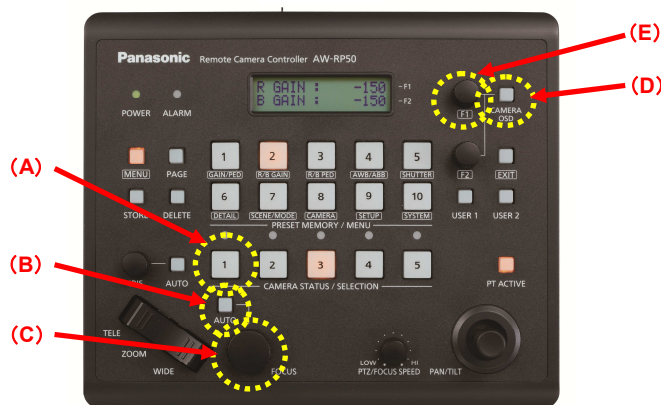 (E)
Panasonic Remote Camera Controller AW-RP50
R GAIN : -150 -F1
B GAIN : -150 -F2
(D)
POWER ALARM
F1 CAMERA OSD
(A)
1 2 3 4 5
MENU PAGE GAIN/PED R/B GAIN R/B PED AWB/ABB SHUTTER F2 EXIT
6 7 8 9 10
STORE DELETE DETAIL SCENE/MODE CAMERA SETUP SYSTEM USER 1 USER 2
PRESET MEMORY / MENU
(B)
1 2 3 4 5
AUTO CAMERA STATUS / SELECTION PT ACTIVE
AUTO
(C)
TELE
ZOOM
WIDE
FOCUS
LOW HI
PTZ/FOCUS SPEED PAN/TILT